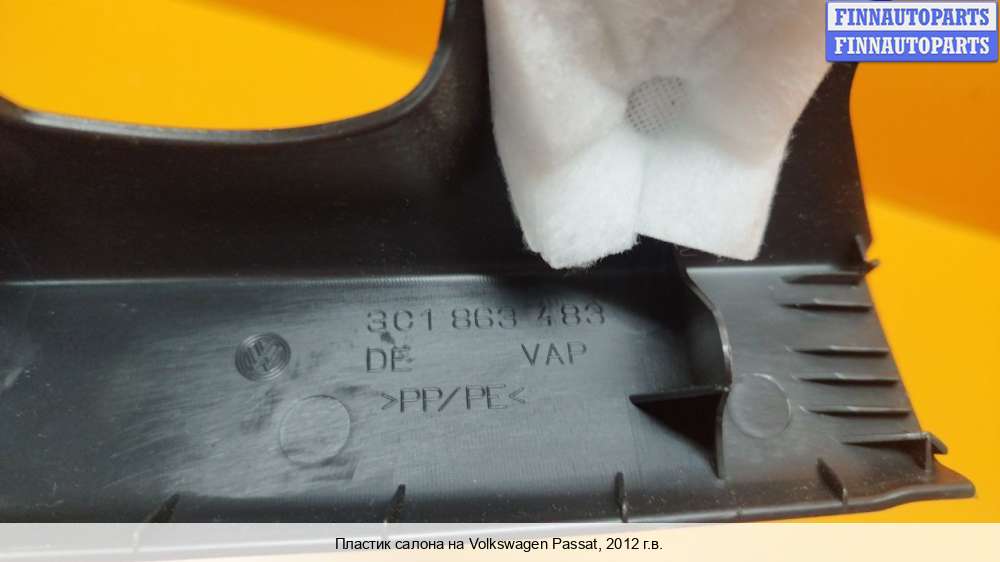 FINNAUTOPARTS
FINNAUTOPARTS
3C1 863 483
DE VAP
>PP/PE<
Пластик салона на Volkswagen Passat, 2012 г.в.